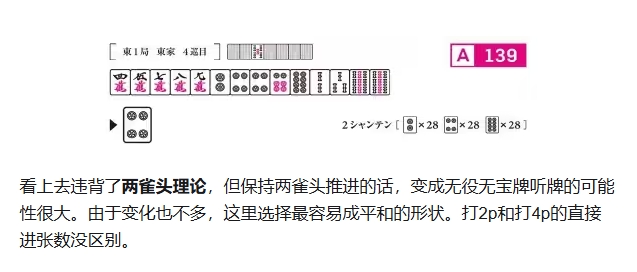 東1局 東家 4巡目
A 139
四 五 七 八 九
萬 萬 萬 萬 萬
2シャンテン[ ×28 ×28 ×28]
看上去违背了两雀头理论，但保持两雀头推进的话，变成无役无宝牌听牌的可能
性很大。由于变化也不多，这里选择最容易成平和的形状。打2p和打4p的直接
进张数没区别。